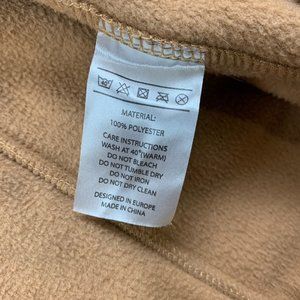 MATERIAL:
100% POLYESTER
CARE INSTRUCTIONS
WASH AT 40°(WARM)
DO NOT BLEACH
DO NOT TUMBLE DRY
DO NOT IRON
DO NOT DRY CLEAN
DESIGNED IN EUROPE
MADE IN CHINA